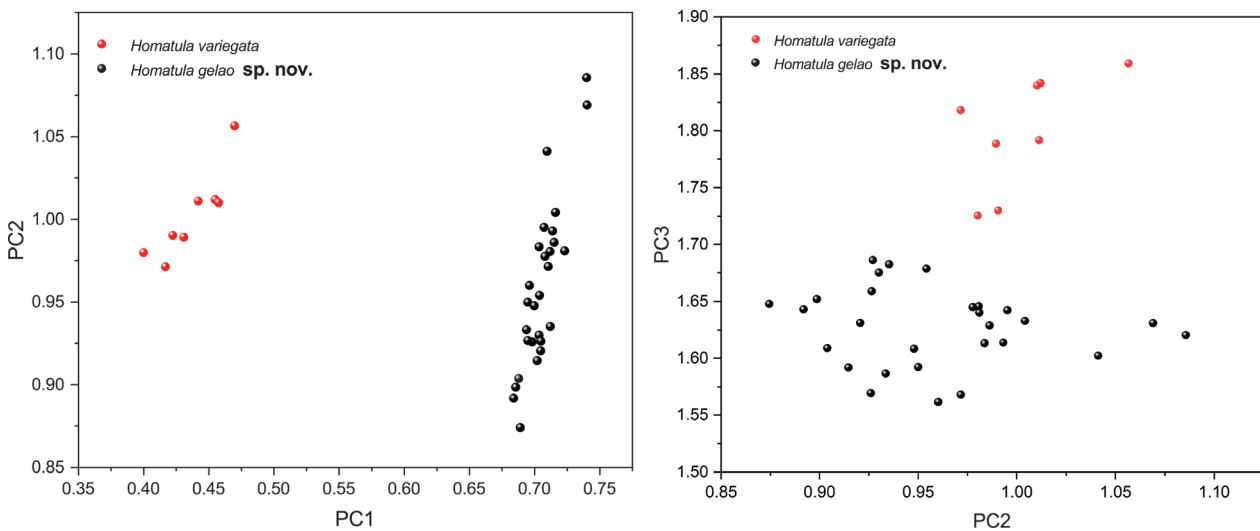 Homatula variegata
Homatula gelao sp. nov.
1.10
1.05
1.00
0.95
0.90
0.85
PC2
0.35 0.40 0.45 0.50 0.55 0.60 0.65 0.70 0.75
PC1
Homatula variegata
Homatula gelao sp. nov.
1.90
1.85
1.80
1.75
1.70
1.65
1.60
1.55
1.50
PC3
0.85 0.90 0.95 1.00 1.05 1.10
PC2